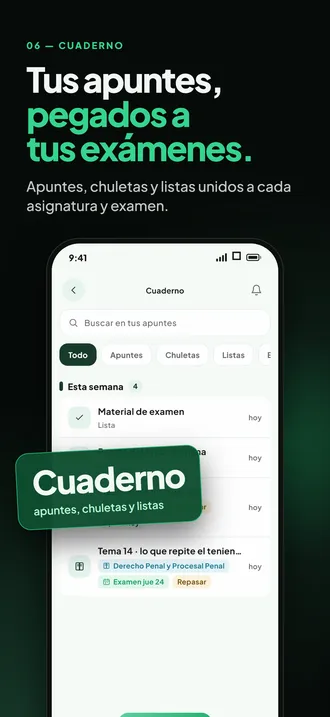 06 — CUADERNO
Tus apuntes,
pegados a
tus exámenes.
Apuntes, chuletas y listas unidos a cada
asignatura y examen.
9:41
Cuaderno
Buscar en tus apuntes
Todo Apuntes Chuletas Listas
Esta semana 4
Material de examen hoy
Lista
hoy
Cuaderno
apuntes, chuletas y listas
hoy
Tema 14 · lo que repite el tenien... hoy
Derecho Penal y Procesal Penal
Examen jue 24 Repasar